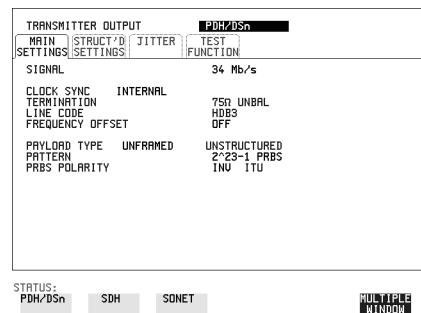 TRANSMITTER OUTPUT PDH/DSn
MAIN SETTINGS STRUCT'D SETTINGS JITTER TEST FUNCTION
SIGNAL 34 Mb/s
CLOCK SYNC INTERNAL
TERMINATION 75Ω UNBAL
LINE CODE HDB3
FREQUENCY OFFSET OFF
PAYLOAD TYPE UNFRAMED UNSTRUCTURED
PATTERN 2^23-1 PRBS
PRBS POLARITY INV ITU
STATUS:
PDH/DSn SDH SONET MULTIPLE WINDOW